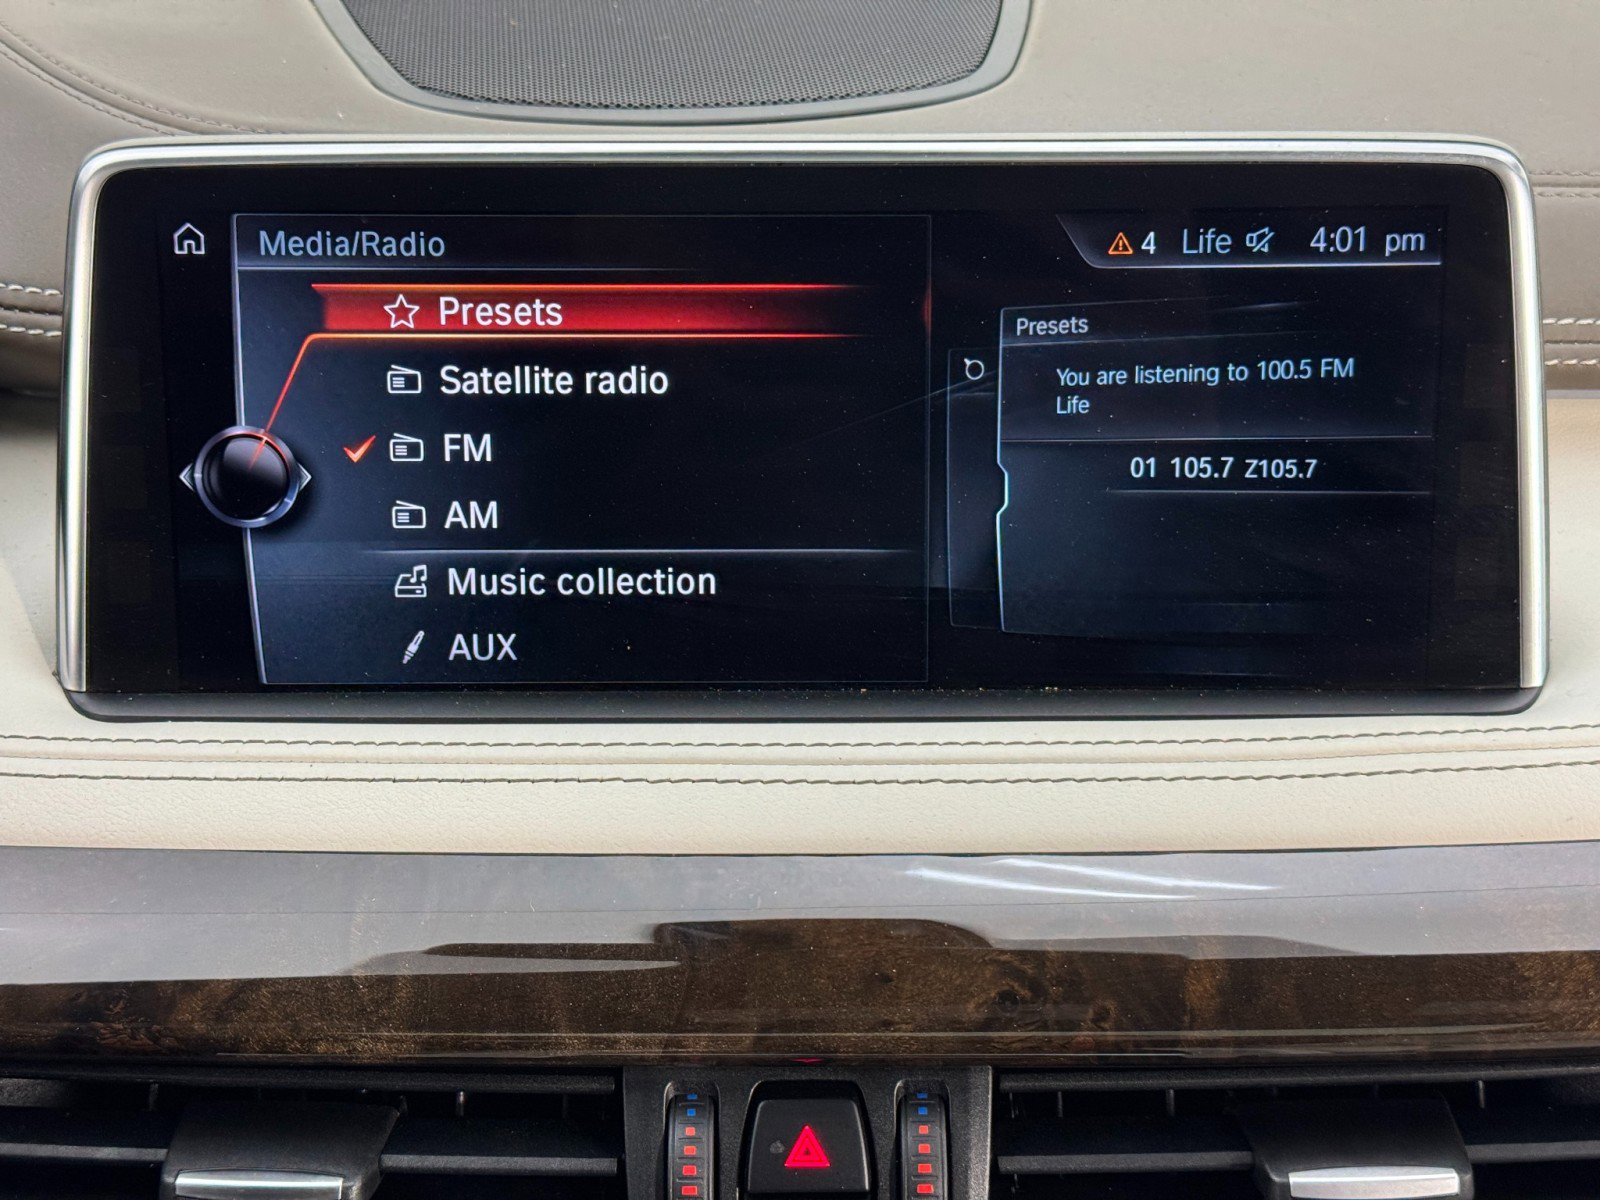 Media/Radio
4 Life 4:01 pm
Presets
Satellite radio
FM
AM
Music collection
AUX
Presets
You are listening to 100.5 FM
Life
01 105.7 Z105.7